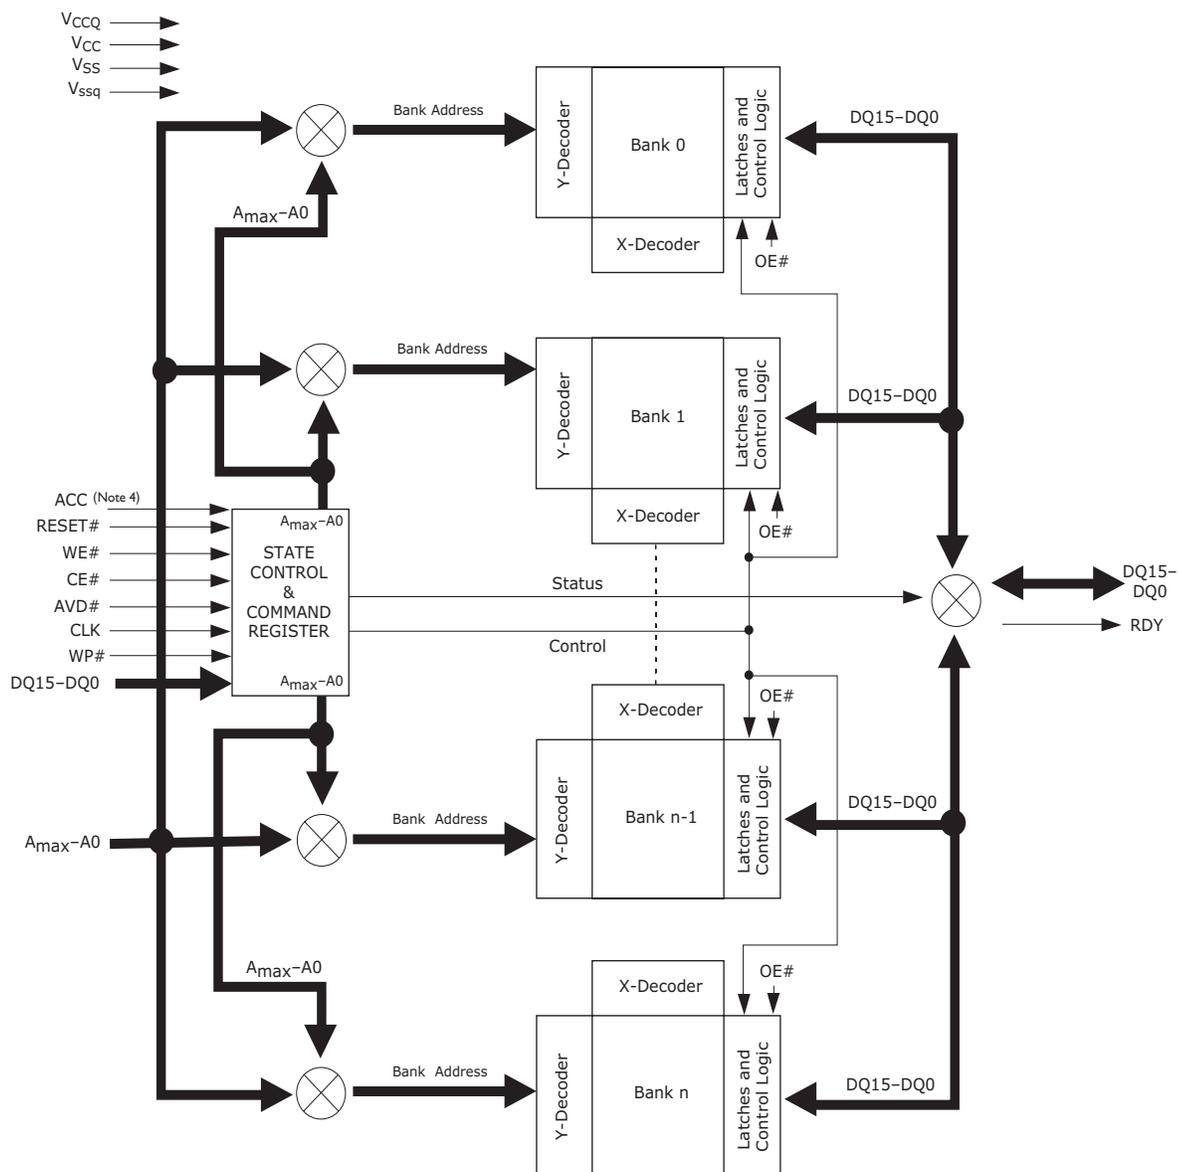 VCCQ
VCC
VSS
Vssq
Bank Address
Y-Decoder
Bank 0
Latches and
Control Logic
DQ15–DQ0
Amax–A0
X-Decoder
OE#
Bank Address
Y-Decoder
Bank 1
Latches and
Control Logic
DQ15–DQ0
X-Decoder
OE#
ACC (Note 4)
RESET#
WE#
CE#
AVD#
CLK
WP#
DQ15–DQ0
Amax–A0
STATE
CONTROL
&
COMMAND
REGISTER
Amax–A0
Status
Control
DQ15–
DQ0
RDY
X-Decoder
OE#
Amax–A0
Bank Address
Y-Decoder
Bank n-1
Latches and
Control Logic
DQ15–DQ0
Amax–A0
X-Decoder
OE#
Bank Address
Y-Decoder
Bank n
Latches and
Control Logic
DQ15–DQ0